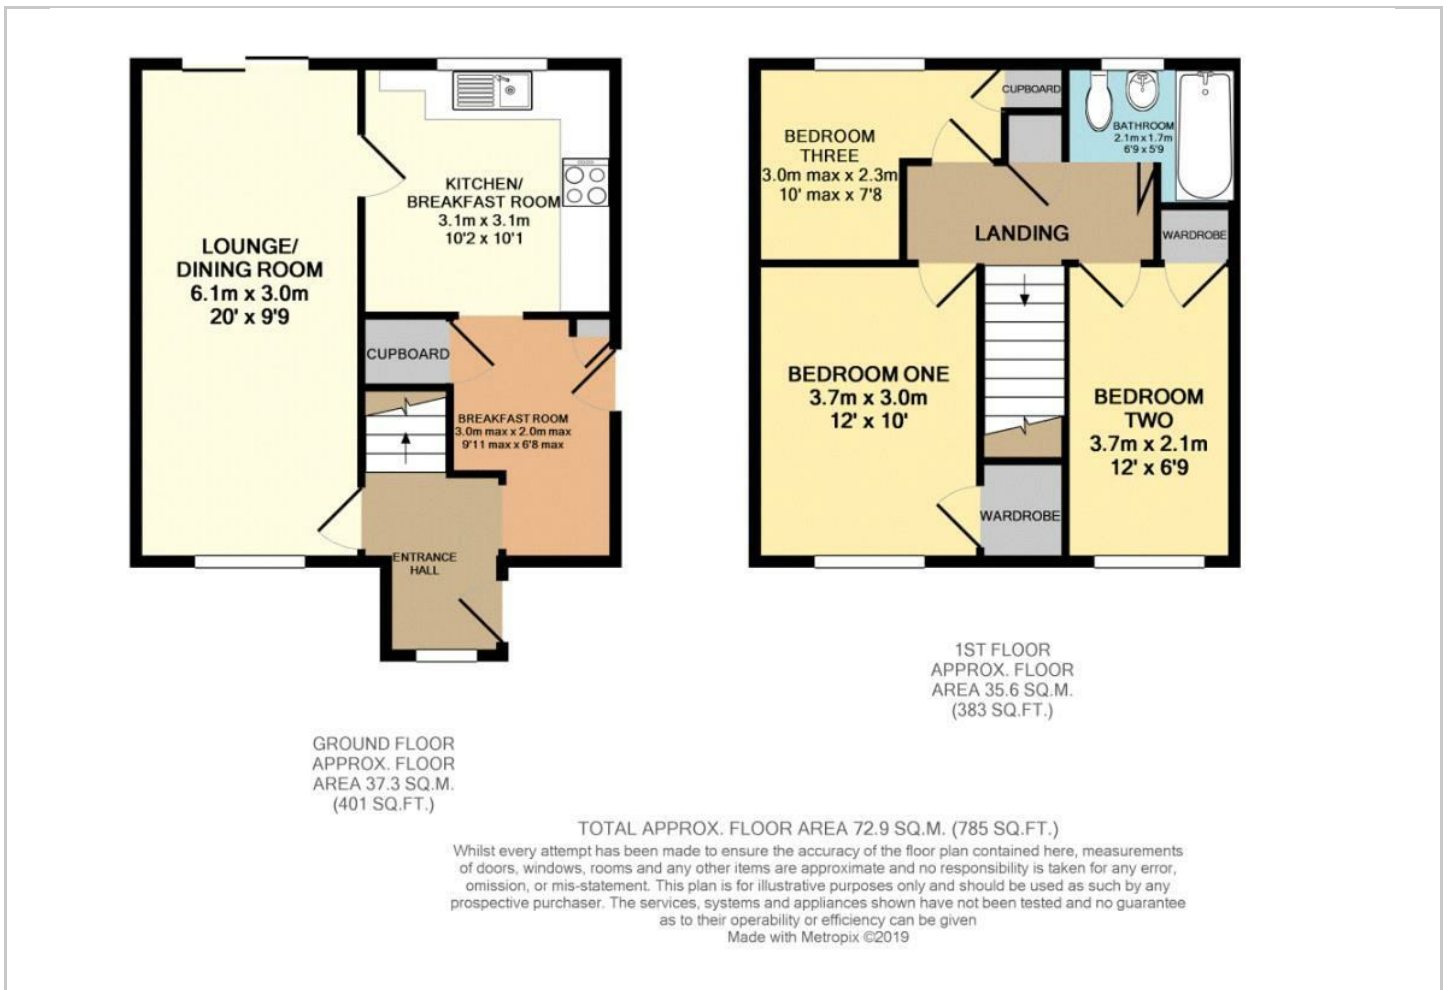 LOUNGE/
DINING ROOM
6.1m x 3.0m
20' x 9'9
KITCHEN/
BREAKFAST ROOM
3.1m x 3.1m
10'2 x 10'1
CUPBOARD
BREAKFAST ROOM
3.0m max x 2.0m max
9'11 max x 6'8 max
ENTRANCE
HALL
GROUND FLOOR
APPROX. FLOOR
AREA 37.3 SQ.M.
(401 SQ.FT.)
BEDROOM
THREE
3.0m max x 2.3m
10' max x 7'8
CUPBOARD
BATHROOM
2.1m x 1.7m
6'9 x 5'9
LANDING
WARDROBE
BEDROOM ONE
3.7m x 3.0m
12' x 10'
BEDROOM
TWO
3.7m x 2.1m
12' x 6'9
WARDROBE
1ST FLOOR
APPROX. FLOOR
AREA 35.6 SQ.M.
(383 SQ.FT.)
TOTAL APPROX. FLOOR AREA 72.9 SQ.M. (785 SQ.FT.)
Whilst every attempt has been made to ensure the accuracy of the floor plan contained here, measurements
of doors, windows, rooms and any other items are approximate and no responsibility is taken for any error,
omission, or mis-statement. This plan is for illustrative purposes only and should be used as such by any
prospective purchaser. The services, systems and appliances shown have not been tested and no guarantee
as to their operability or efficiency can be given
Made with Metropix ©2019